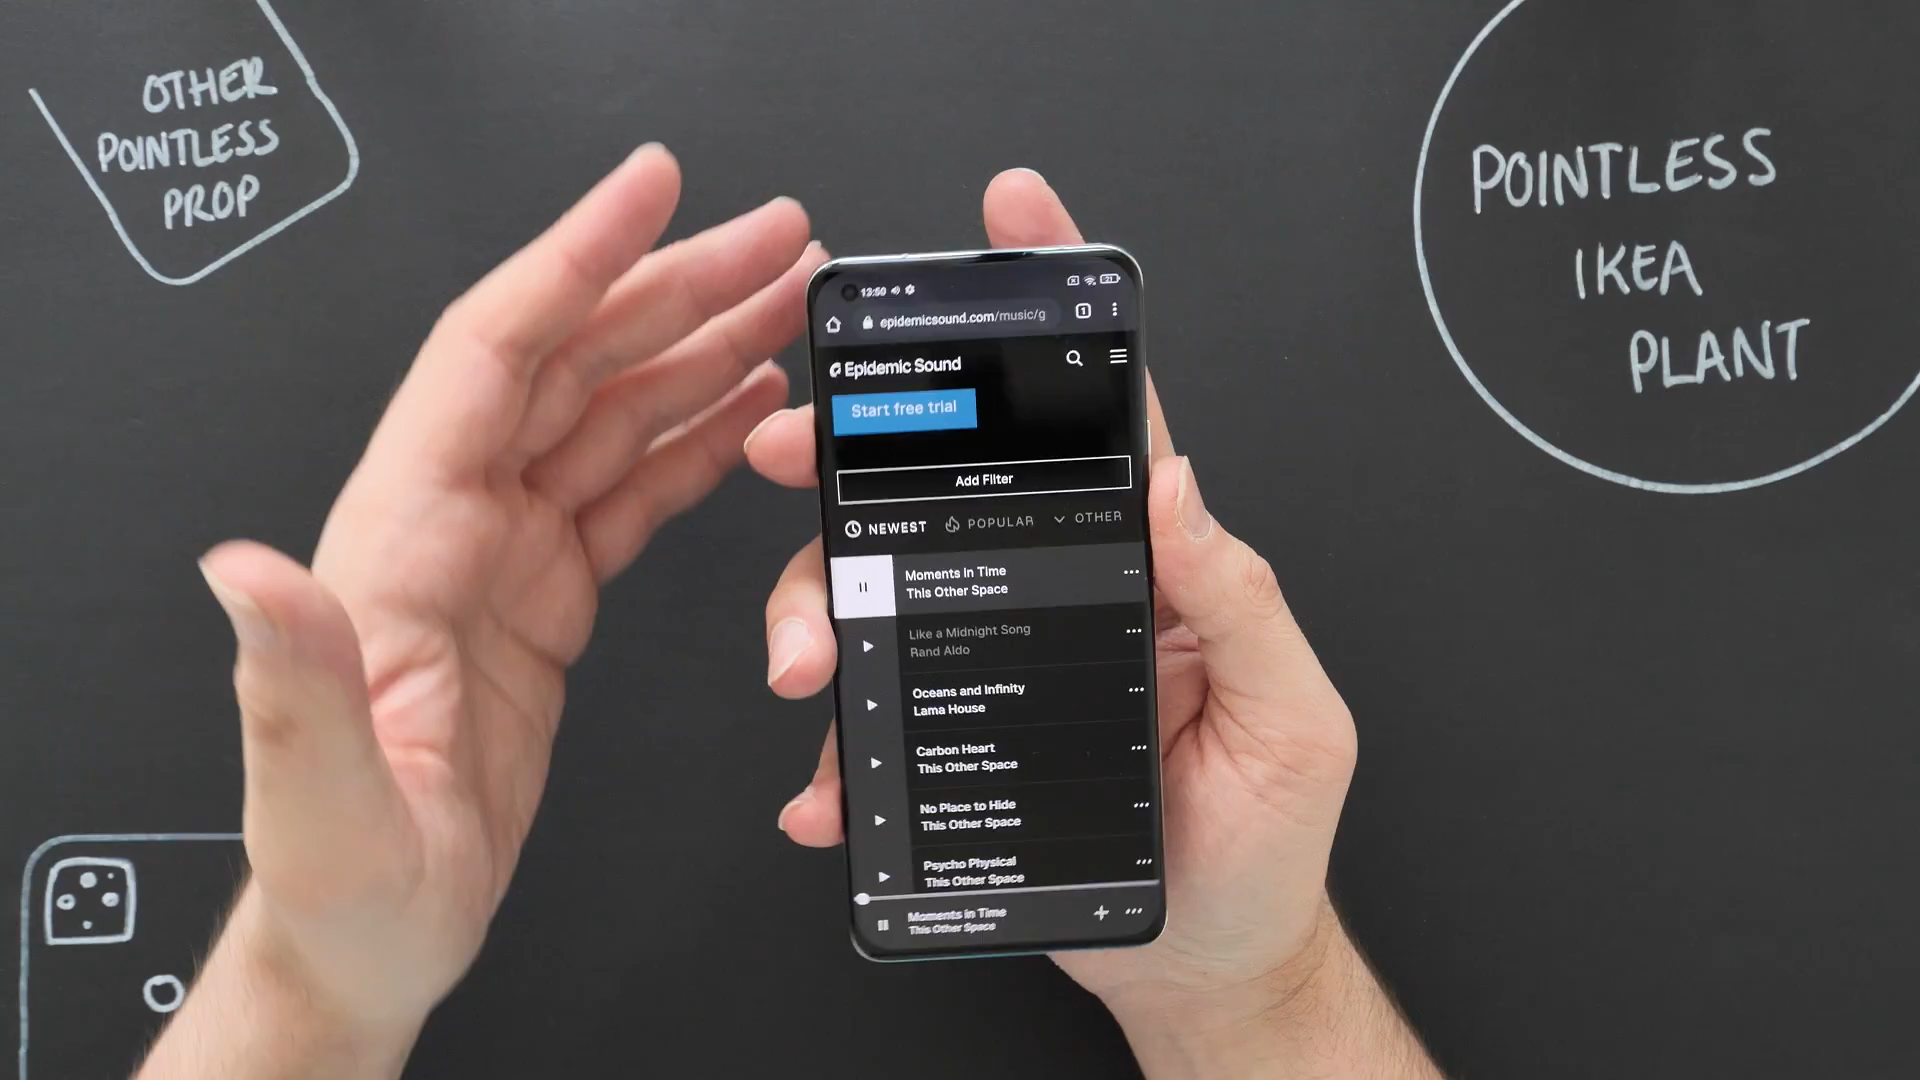 OTHER
POINTLESS
PROP
POINTLESS
IKEA
PLANT
13:50
21
epidemicsound.com/music/g
1
Epidemic Sound
Start free trial
Add Filter
NEWEST POPULAR OTHER
Moments in Time
This Other Space
Like a Midnight Song
Rand Aldo
Oceans and Infinity
Lama House
Carbon Heart
This Other Space
No Place to Hide
This Other Space
Psycho Physical
This Other Space
Moments in Time
This Other Space